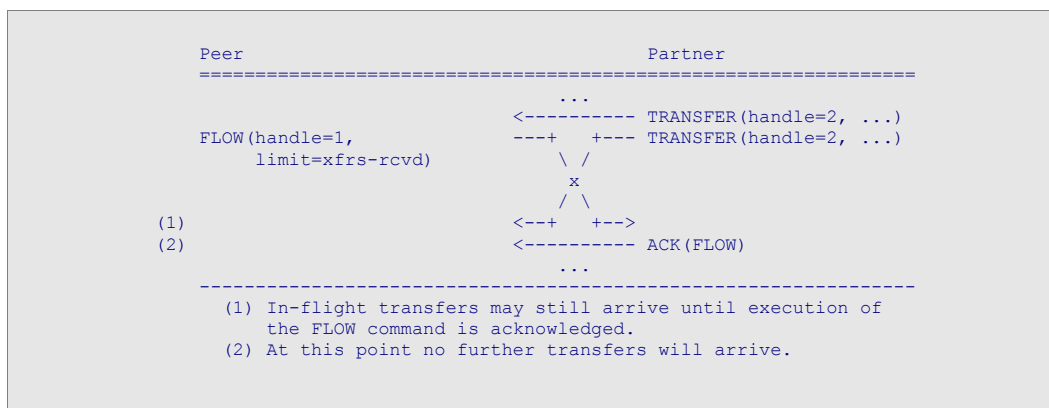 Peer                                    Partner
================================================================
                                ...
                            <---------- TRANSFER(handle=2, ...)
FLOW(handle=1,              ---+   +--- TRANSFER(handle=2, ...)
     limit=xfrs-rcvd)           \ /
                                 x
                                / \
(1)                         <--+   +-->
(2)                         <---------- ACK(FLOW)
                                ...
----------------------------------------------------------------
(1) In-flight transfers may still arrive until execution of
the FLOW command is acknowledged.
(2) At this point no further transfers will arrive.